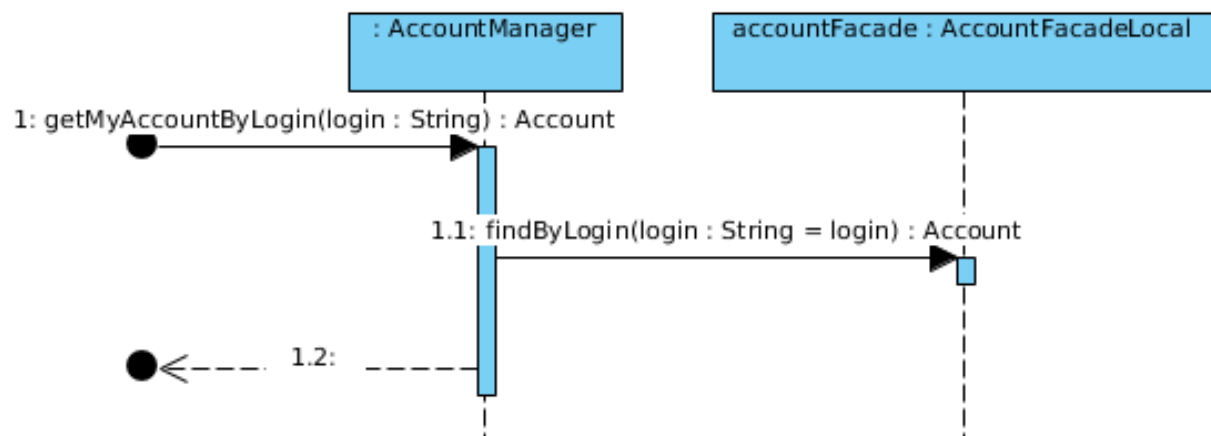 : AccountManager
accountFacade : AccountFacadeLocal
1: getMyAccountByLogin(login : String) : Account
1.1: findByLogin(login : String = login) : Account
1.2: